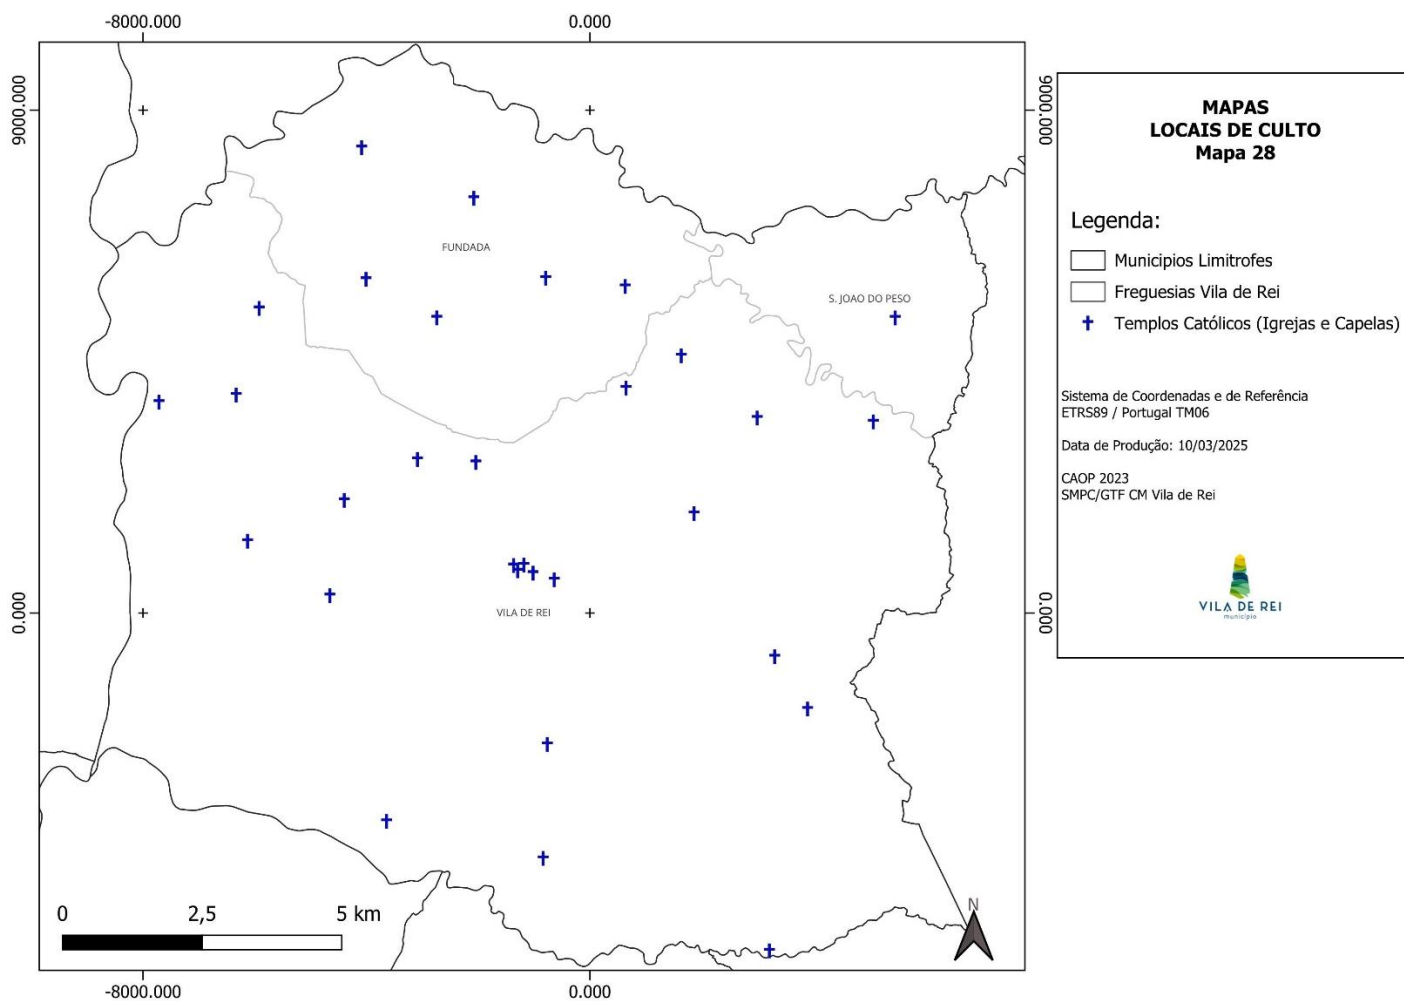 -8000.000
0.000
9000.000
9000.000
MAPAS
LOCAIS DE CULTO
Mapa 28
Legenda:
FUNDADA
Municipios Limitrofes
Freguesias Vila de Rei
S. JOAO DO PESO
Templos Católicos (Igrejas e Capelas)
Sistema de Coordenadas e de Referência
ETRS89 / Portugal TM06
Data de Produção: 10/03/2025
CAOP 2023
SMPC/GTF CM Vila de Rei
VILA DE REI
município
0.000
VILA DE REI
0.000
N
0 2,5 5 km
-8000.000
0.000